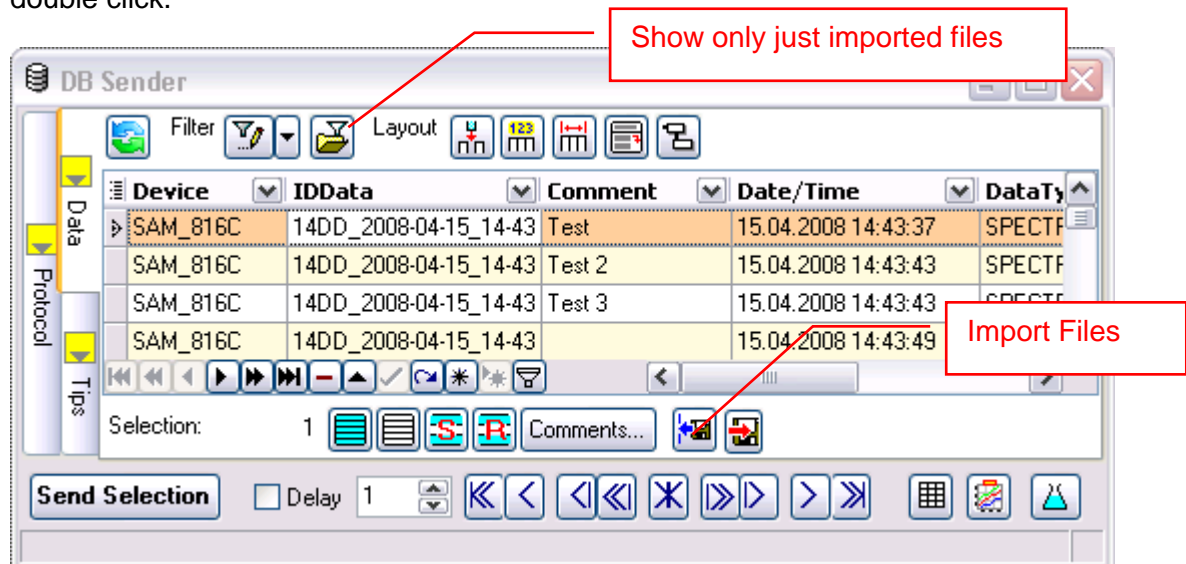 double click.
Show only just imported files
DB Sender
Filter Layout 123
Device IDData Comment Date/Time DataTy
SAM_816C 14DD_2008-04-15_14-43 Test 15.04.2008 14:43:37 SPECTR
SAM_816C 14DD_2008-04-15_14-43 Test 2 15.04.2008 14:43:43 SPECTR
SAM_816C 14DD_2008-04-15_14-43 Test 3 15.04.2008 14:43:43
SAM_816C 14DD_2008-04-15_14-43 15.04.2008 14:43:49
Import Files
Protocol
Data
Tips
Selection: 1 S R Comments...
Send Selection Delay 1